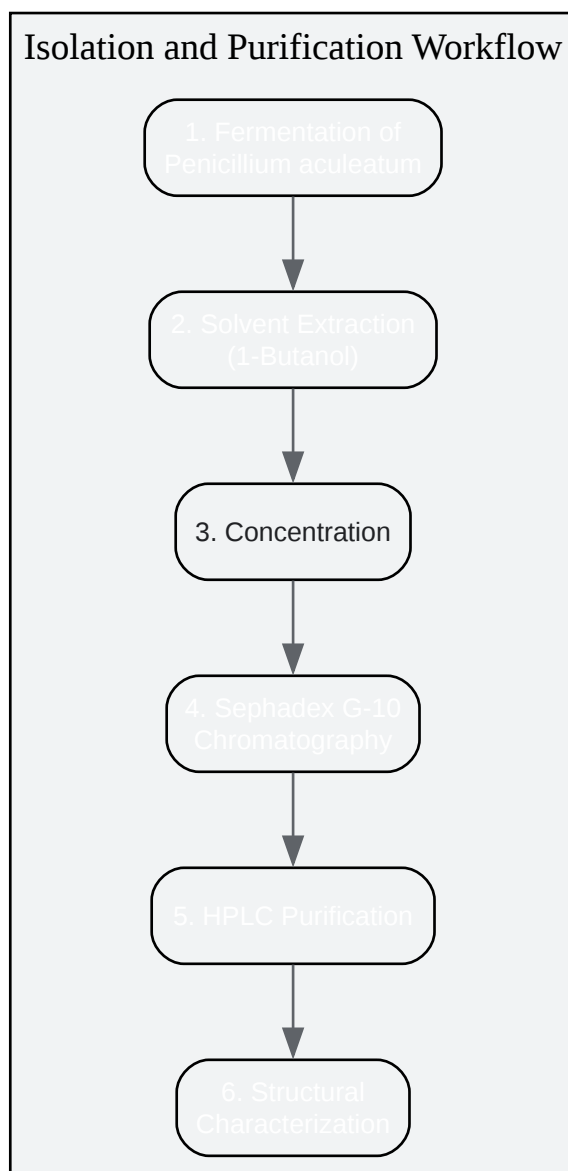 Isolation and Purification Workflow
1. Fermentation of
Penicillium aculeatum
2. Solvent Extraction
(1-Butanol)
3. Concentration
4. Sephadex G-10
Chromatography
5. HPLC Purification
6. Structural
Characterization